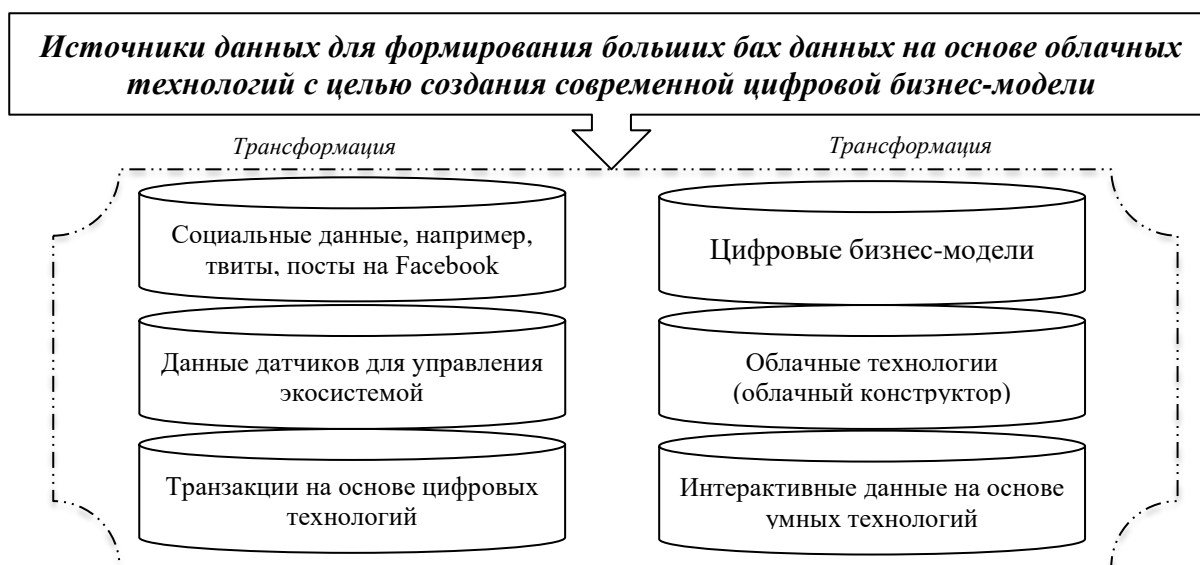 Источники данных для формирования больших бах данных на основе облачных
технологий с целью создания современной цифровой бизнес-модели
Трансформация
Трансформация
Социальные данные, например,
твиты, посты на Facebook
Цифровые бизнес-модели
Данные датчиков для управления
экосистемой
Облачные технологии
(облачный конструктор)
Транзакции на основе цифровых
технологий
Интерактивные данные на основе
умных технологий